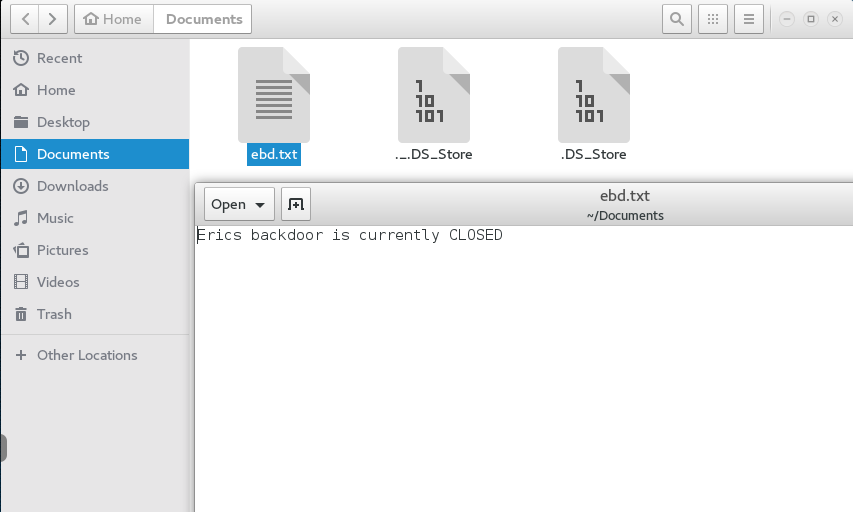 Home
Documents
Recent
Home
Desktop
Documents
Downloads
Music
Pictures
Videos
Trash
Other Locations
1
10
101
1
10
101
ebd.txt
._.DS_Store
.DS_Store
Open
ebd.txt
~/Documents
Erics backdoor is currently CLOSED